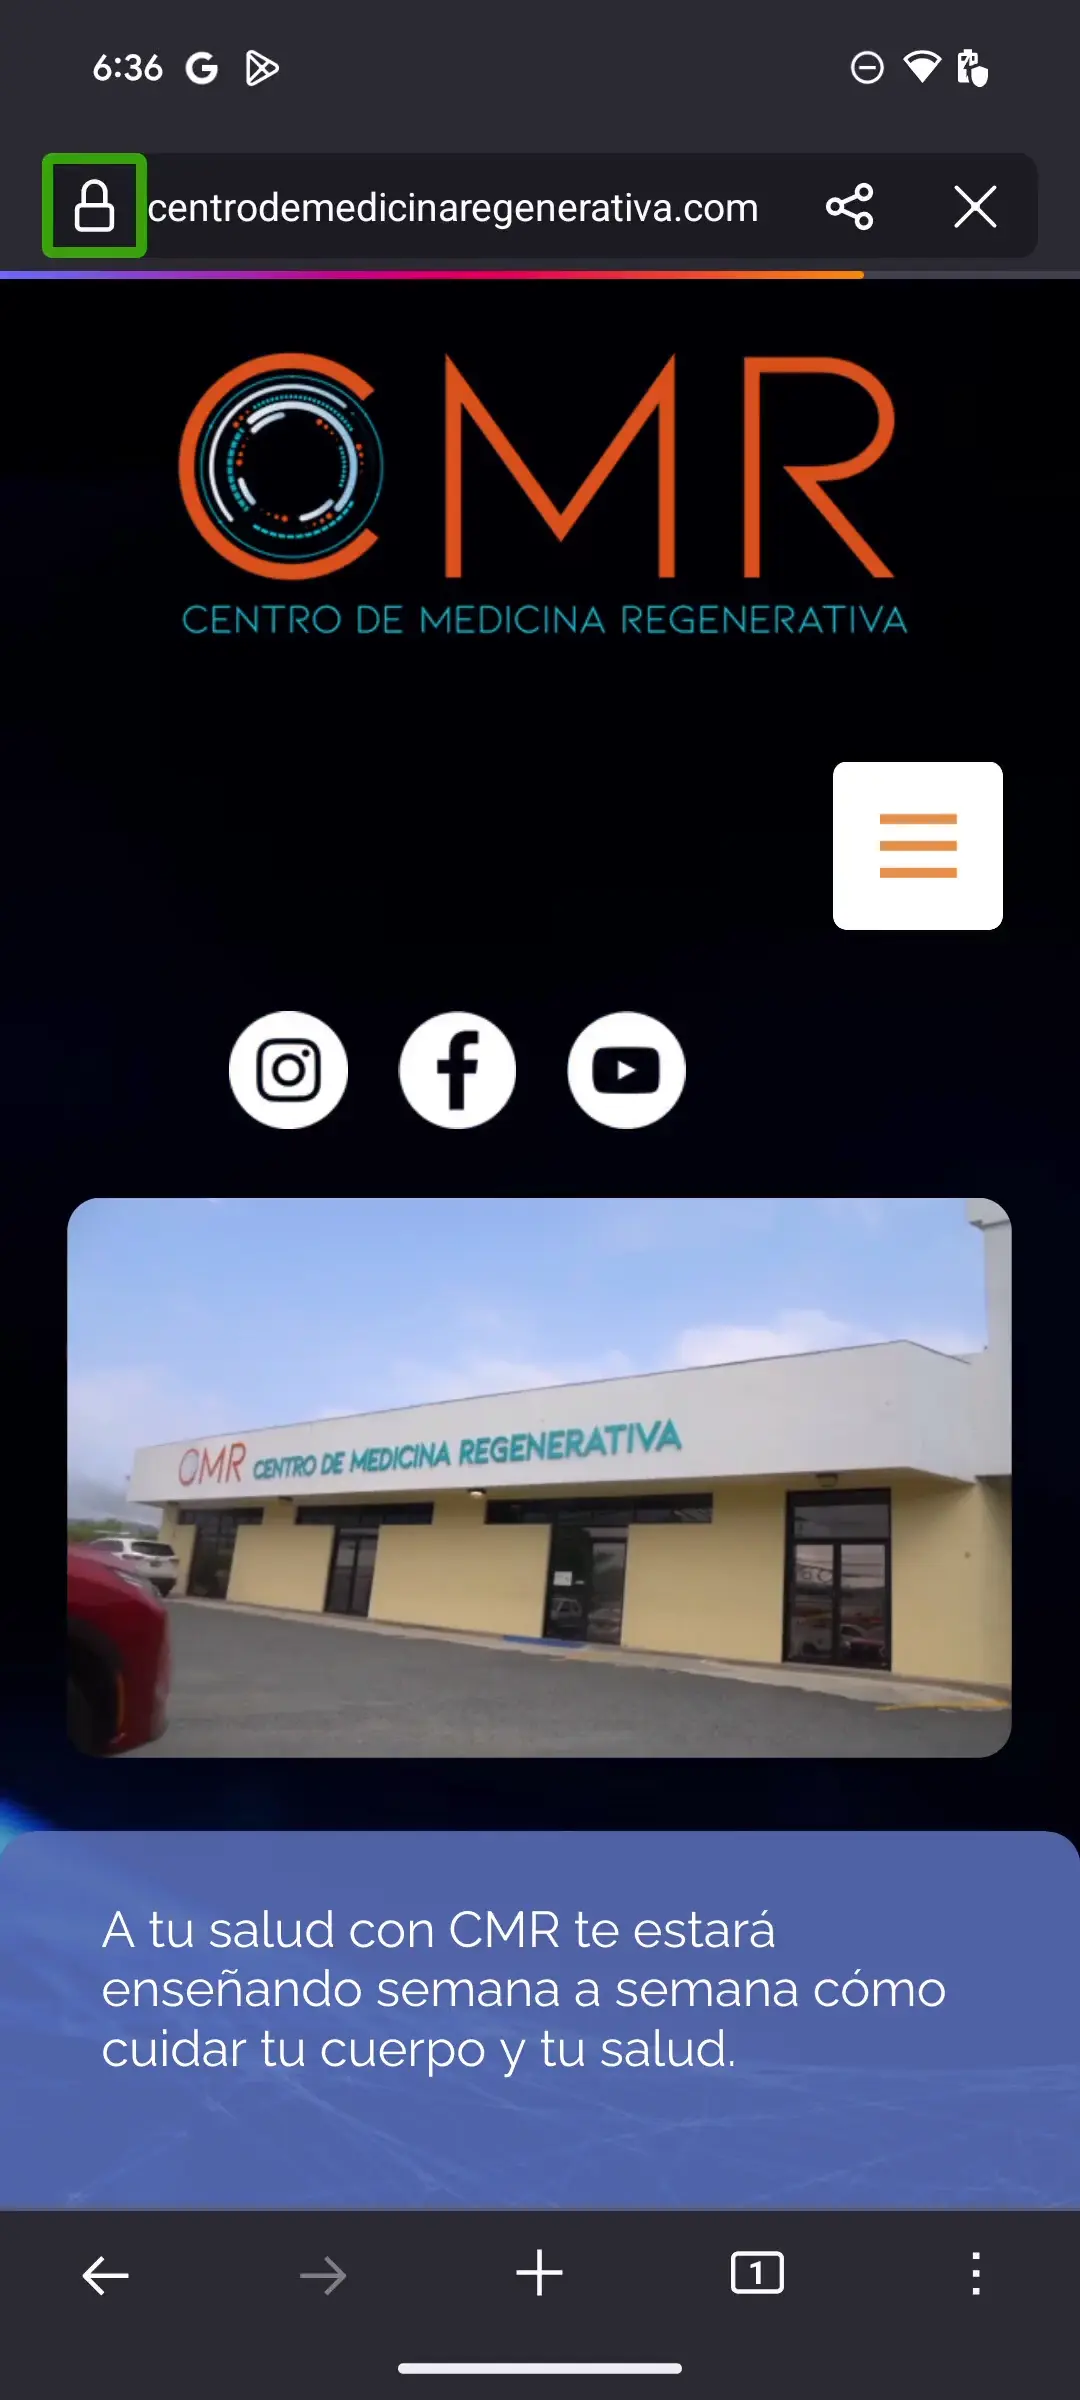 6:36
centrodemedicinaregenerativa.com
CMR
CENTRO DE MEDICINA REGENERATIVA
CMR CENTRO DE MEDICINA REGENERATIVA
A tu salud con CMR te estará
enseñando semana a semana cómo
cuidar tu cuerpo y tu salud.
1